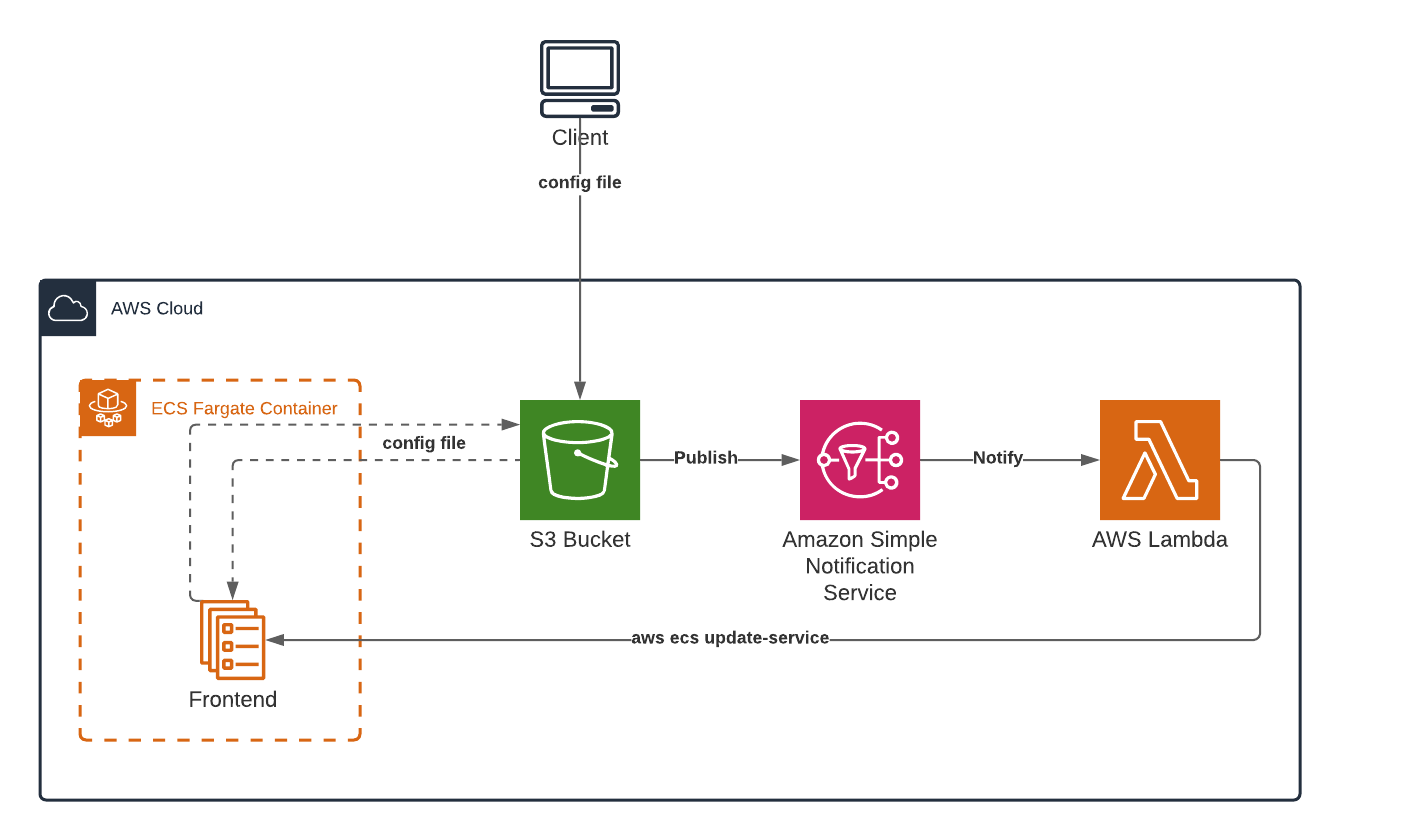 Client
config file
AWS Cloud
ECS Fargate Container
config file
Publish
Notify
S3 Bucket
Amazon Simple
Notification
Service
AWS Lambda
aws ecs update-service
Frontend